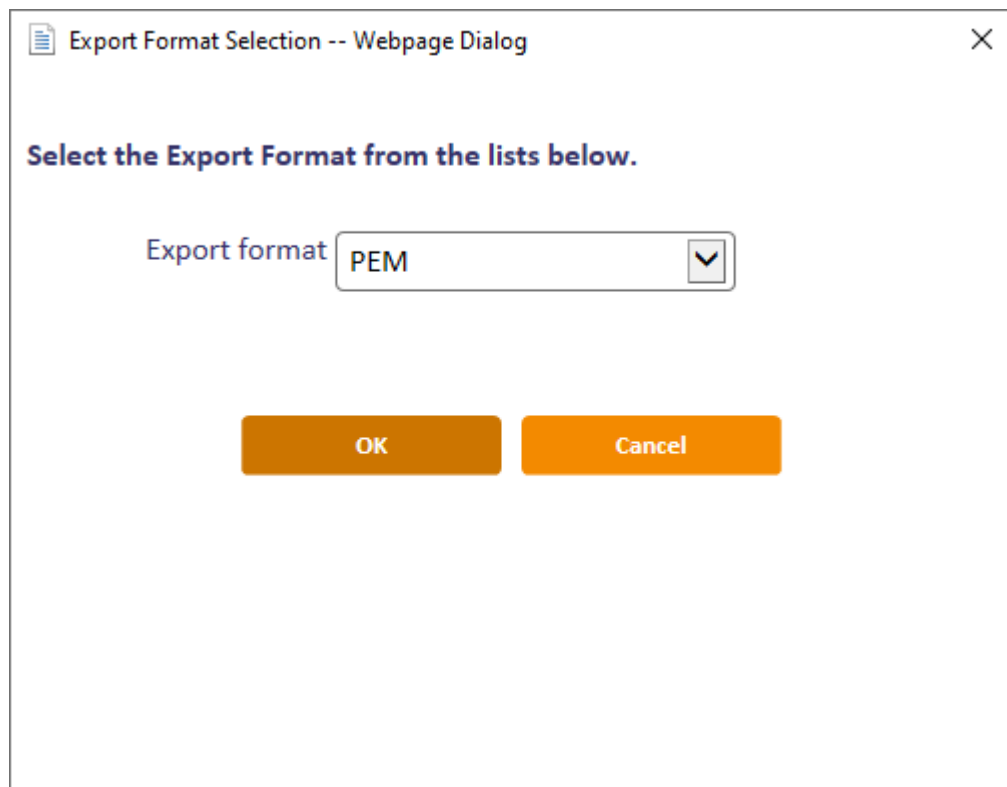 Export Format Selection -- Webpage Dialog
Select the Export Format from the lists below.
Export format PEM
OK Cancel